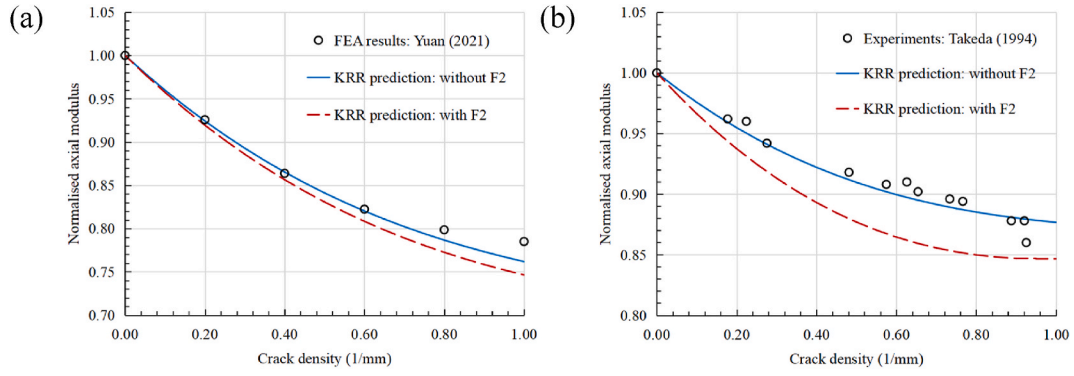 (a)
1.05
1.00
0.95
0.90
0.85
0.80
0.75
0.70
Normalised axial modulus
FEA results: Yuan (2021)
KRR prediction: without F2
KRR prediction: with F2
0.00 0.20 0.40 0.60 0.80 1.00
Crack density (1/mm)
(b)
1.05
1.00
0.95
0.90
0.85
0.80
Normalised axial modulus
Experiments: Takeda (1994)
KRR prediction: without F2
KRR prediction: with F2
0.00 0.20 0.40 0.60 0.80 1.00
Crack density (1/mm)